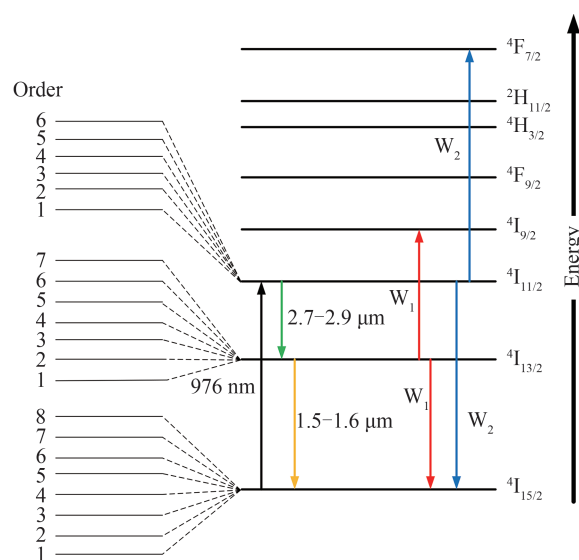 Order
6
5
4
3
2
1
7
6
5
4
3
2
1
8
7
6
5
4
3
2
1
⁴F₇/₂
²H₁₁/₂
⁴H₃/₂
⁴F₉/₂
⁴I₉/₂
⁴I₁₁/₂
⁴I₁₃/₂
⁴I₁₅/₂
W₂
W₁
2.7−2.9 μm
976 nm
1.5−1.6 μm
W₁
W₂
Energy